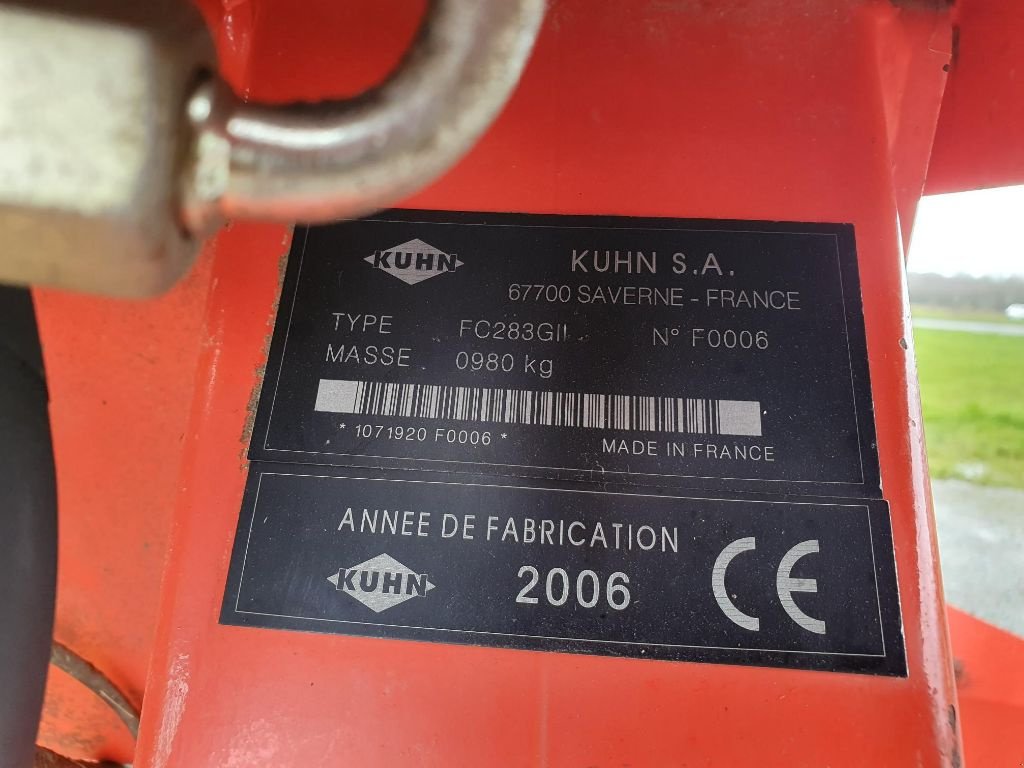 KUHN
KUHN S.A.
67700 SAVERNE - FRANCE
TYPE FC283GII N° F0006
MASSE 0980 kg
* 1071920 F0006 *
MADE IN FRANCE
ANNEE DE FABRICATION
KUHN
2006
CE